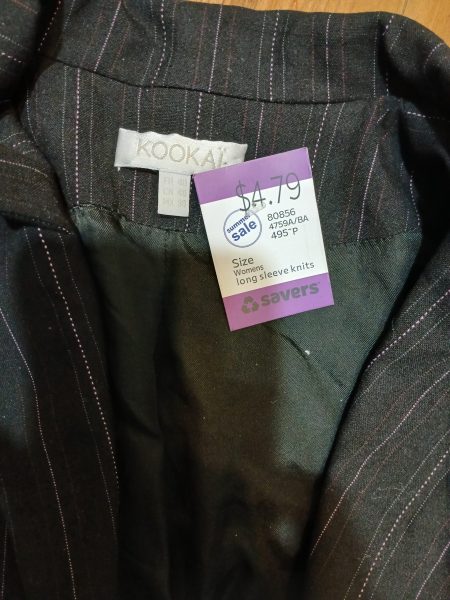 KOOKAÏ.
$4.79
summer
sale
80856
4759A/BA
495~P
Size
Womens
long sleeve knits
savers